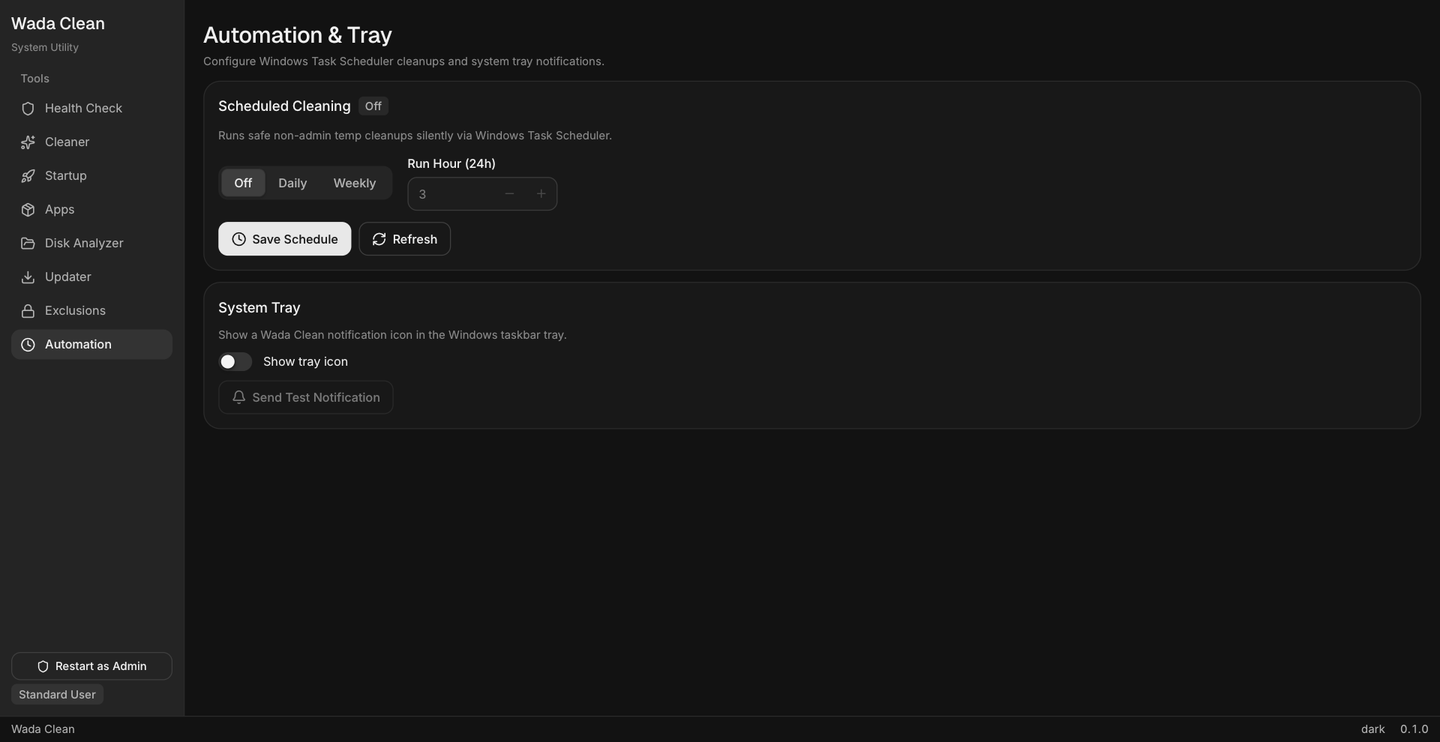 Wada Clean
System Utility
Tools
Health Check
Cleaner
Startup
Apps
Disk Analyzer
Updater
Exclusions
Automation
Restart as Admin
Standard User
Automation & Tray
Configure Windows Task Scheduler cleanups and system tray notifications.
Scheduled Cleaning Off
Runs safe non-admin temp cleanups silently via Windows Task Scheduler.
Off Daily Weekly
Run Hour (24h)
3 − +
Save Schedule Refresh
System Tray
Show a Wada Clean notification icon in the Windows taskbar tray.
Show tray icon
Send Test Notification
Wada Clean dark 0.1.0